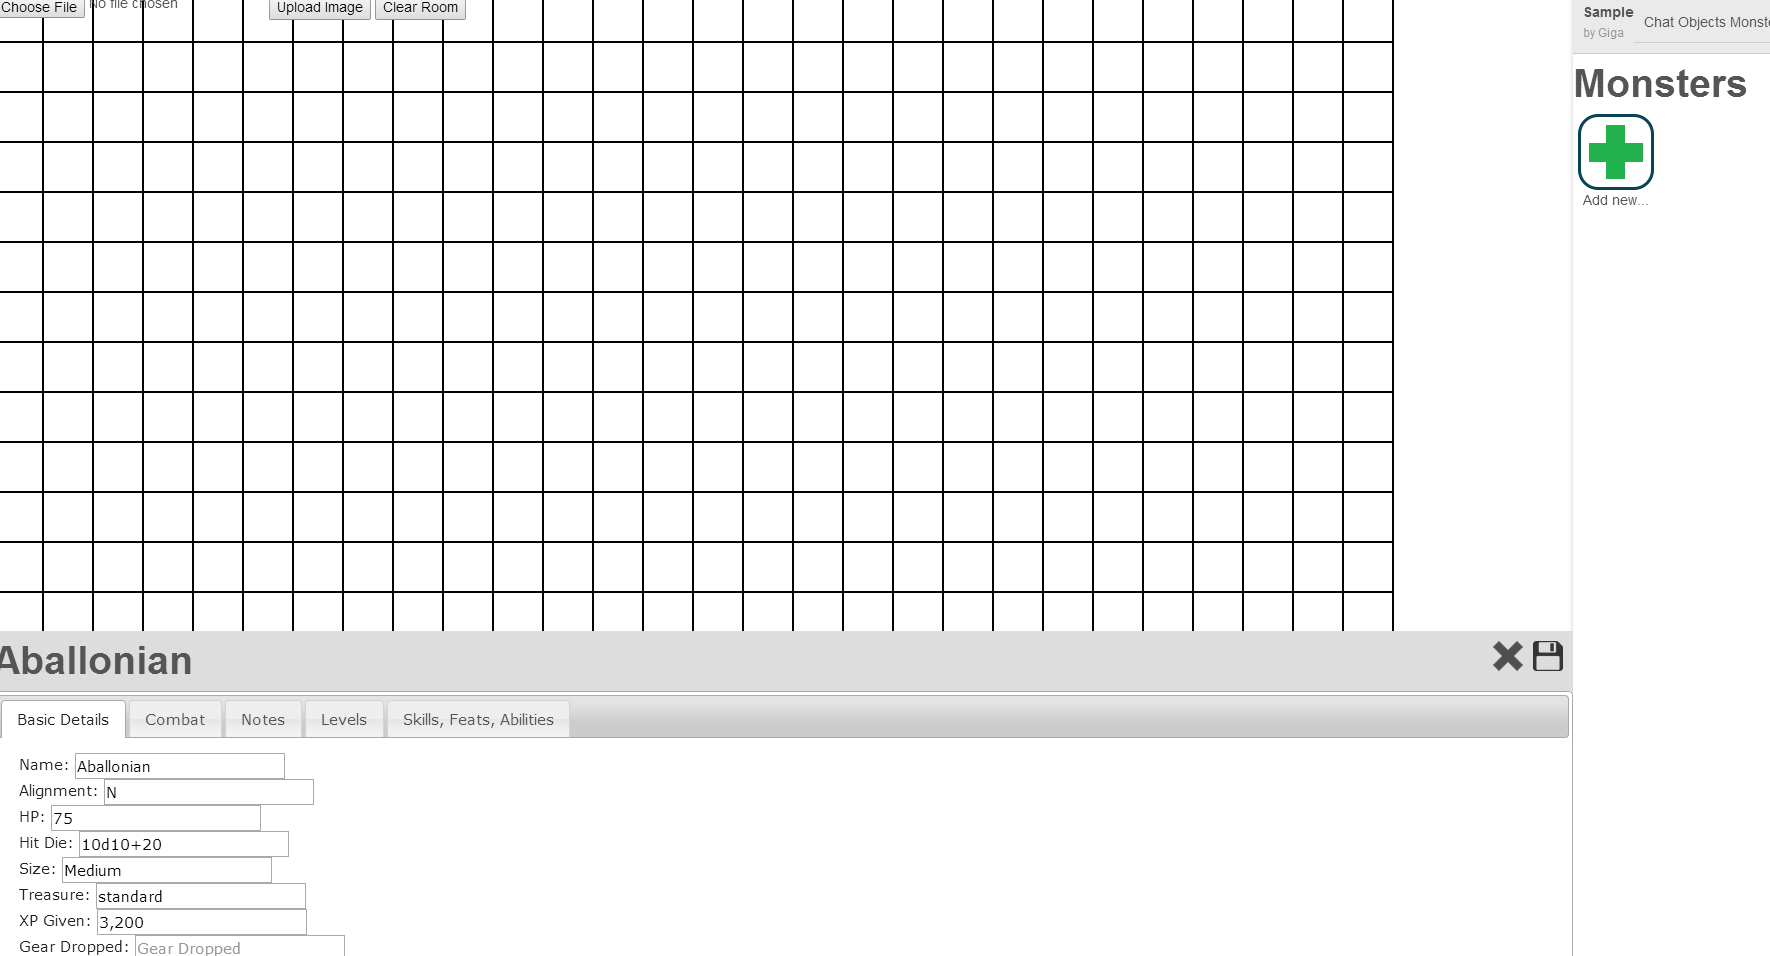 Choose File No file chosen Upload Image Clear Room
Sample
by Giga
Chat Objects Monste
Monsters
Add new...
Aballonian
Basic Details Combat Notes Levels Skills, Feats, Abilities
Name: Aballonian
Alignment: N
HP: 75
Hit Die: 10d10+20
Size: Medium
Treasure: standard
XP Given: 3,200
Gear Dropped: Gear Dropped